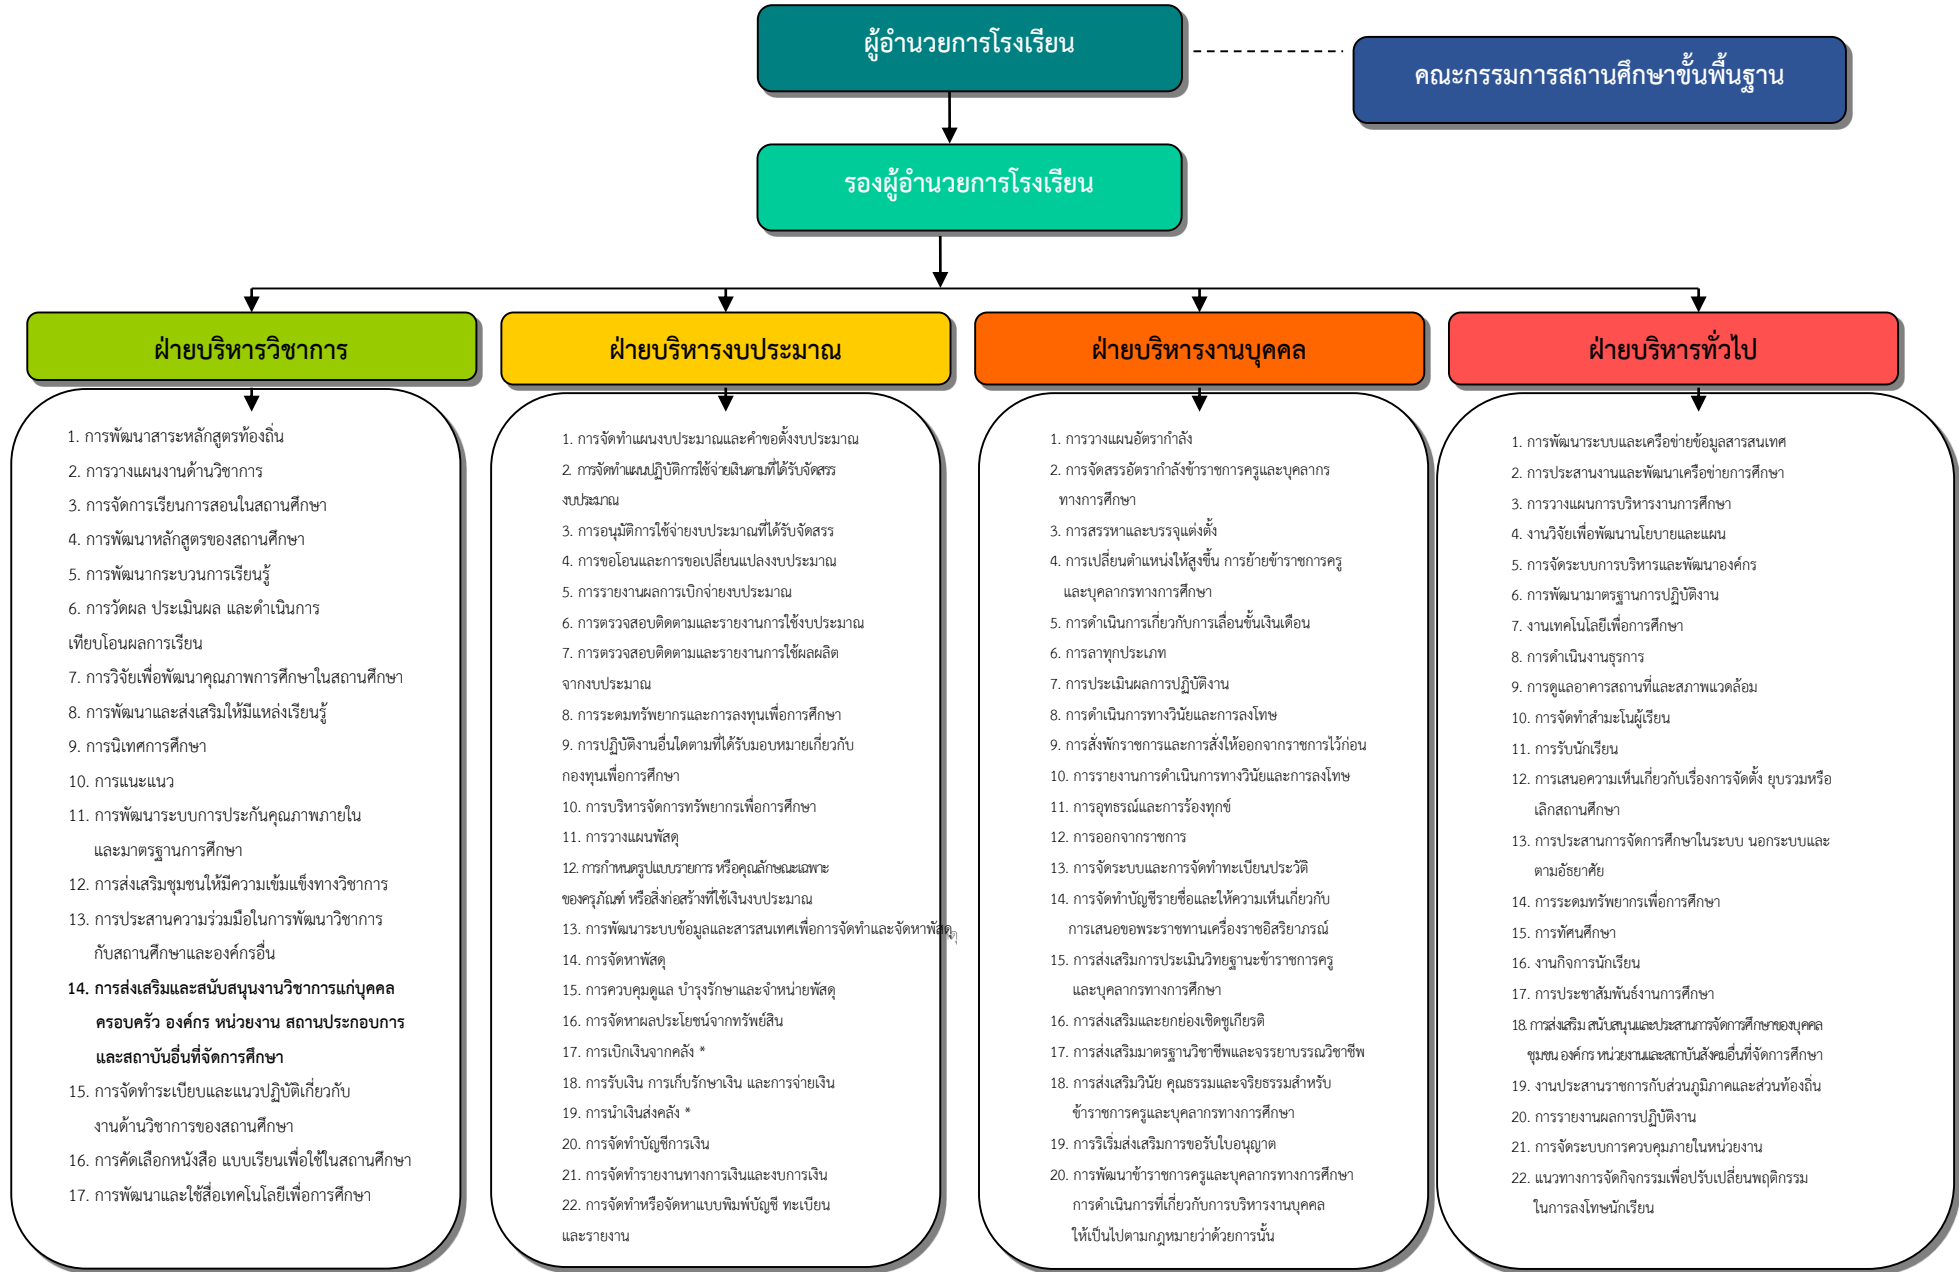 ผู้อำนวยการโรงเรียน
คณะกรรมการสถานศึกษาขั้นพื้นฐาน
รองผู้อำนวยการโรงเรียน
ฝ่ายบริหารวิชาการ
1. การพัฒนาสาระหลักสูตรท้องถิ่น
2. การวางแผนงานด้านวิชาการ
3. การจัดการเรียนการสอนในสถานศึกษา
4. การพัฒนาหลักสูตรของสถานศึกษา
5. การพัฒนากระบวนการเรียนรู้
6. การวัดผล ประเมินผล และดำเนินการ
เทียบโอนผลการเรียน
7. การวิจัยเพื่อพัฒนาคุณภาพการศึกษาในสถานศึกษา
8. การพัฒนาและส่งเสริมให้มีแหล่งเรียนรู้
9. การนิเทศการศึกษา
10. การแนะแนว
11. การพัฒนาระบบการประกันคุณภาพภายใน
และมาตรฐานการศึกษา
12. การส่งเสริมชุมชนให้มีความเข้มแข็งทางวิชาการ
13. การประสานความร่วมมือในการพัฒนาวิชาการ
กับสถานศึกษาและองค์กรอื่น
14. การส่งเสริมและสนับสนุนงานวิชาการแก่บุคคล
ครอบครัว องค์กร หน่วยงาน สถานประกอบการ
และสถาบันอื่นที่จัดการศึกษา
15. การจัดทำระเบียบและแนวปฏิบัติเกี่ยวกับ
งานด้านวิชาการของสถานศึกษา
16. การคัดเลือกหนังสือ แบบเรียนเพื่อใช้ในสถานศึกษา
17. การพัฒนาและใช้สื่อเทคโนโลยีเพื่อการศึกษา
ฝ่ายบริหารงบประมาณ
1. การจัดทำแผนงบประมาณและคำขอตั้งงบประมาณ
2. การจัดทำแผนปฏิบัติการใช้จ่ายเงินตามที่ได้รับจัดสรร
งบประมาณ
3. การอนุมัติการใช้จ่ายงบประมาณที่ได้รับจัดสรร
4. การขอโอนและการขอเปลี่ยนแปลงงบประมาณ
5. การรายงานผลการเบิกจ่ายงบประมาณ
6. การตรวจสอบติดตามและรายงานการใช้งบประมาณ
7. การตรวจสอบติดตามและรายงานการใช้ผลผลิต
จากงบประมาณ
8. การระดมทรัพยากรและการลงทุนเพื่อการศึกษา
9. การปฏิบัติงานอื่นใดตามที่ได้รับมอบหมายเกี่ยวกับ
กองทุนเพื่อการศึกษา
10. การบริหารจัดการทรัพยากรเพื่อการศึกษา
11. การวางแผนพัสดุ
12. การกำหนดรูปแบบรายการ หรือคุณลักษณะเฉพาะ
ของครุภัณฑ์ หรือสิ่งก่อสร้างที่ใช้เงินงบประมาณ
13. การพัฒนาระบบข้อมูลและสารสนเทศเพื่อการจัดทำและจัดหาพัสดุ
14. การจัดหาพัสดุ
15. การควบคุมดูแล บำรุงรักษาและจำหน่ายพัสดุ
16. การจัดหาผลประโยชน์จากทรัพย์สิน
17. การเบิกเงินจากคลัง *
18. การรับเงิน การเก็บรักษาเงิน และการจ่ายเงิน
19. การนำเงินส่งคลัง *
20. การจัดทำบัญชีการเงิน
21. การจัดทำรายงานทางการเงินและงบการเงิน
22. การจัดทำหรือจัดหาแบบพิมพ์บัญชี ทะเบียน
และรายงาน
ฝ่ายบริหารงานบุคคล
1. การวางแผนอัตรากำลัง
2. การจัดสรรอัตรากำลังข้าราชการครูและบุคลากร
ทางการศึกษา
3. การสรรหาและบรรจุแต่งตั้ง
4. การเปลี่ยนตำแหน่งให้สูงขึ้น การย้ายข้าราชการครู
และบุคลากรทางการศึกษา
5. การดำเนินการเกี่ยวกับการเลื่อนขั้นเงินเดือน
6. การลาทุกประเภท
7. การประเมินผลการปฏิบัติงาน
8. การดำเนินการทางวินัยและการลงโทษ
9. การสั่งพักราชการและการสั่งให้ออกจากราชการไว้ก่อน
10. การรายงานการดำเนินการทางวินัยและการลงโทษ
11. การอุทธรณ์และการร้องทุกข์
12. การออกจากราชการ
13. การจัดระบบและการจัดทำทะเบียนประวัติ
14. การจัดทำบัญชีรายชื่อและให้ความเห็นเกี่ยวกับ
การเสนอขอพระราชทานเครื่องราชอิสริยาภรณ์
15. การส่งเสริมการประเมินวิทยฐานะข้าราชการครู
และบุคลากรทางการศึกษา
16. การส่งเสริมและยกย่องเชิดชูเกียรติ
17. การส่งเสริมมาตรฐานวิชาชีพและจรรยาบรรณวิชาชีพ
18. การส่งเสริมวินัย คุณธรรมและจริยธรรมสำหรับ
ข้าราชการครูและบุคลากรทางการศึกษา
19. การริเริ่มส่งเสริมการขอรับใบอนุญาต
20. การพัฒนาข้าราชการครูและบุคลากรทางการศึกษา
การดำเนินการที่เกี่ยวกับการบริหารงานบุคคล
ให้เป็นไปตามกฎหมายว่าด้วยการนั้น
ฝ่ายบริหารทั่วไป
1. การพัฒนาระบบและเครือข่ายข้อมูลสารสนเทศ
2. การประสานงานและพัฒนาเครือข่ายการศึกษา
3. การวางแผนการบริหารงานการศึกษา
4. งานวิจัยเพื่อพัฒนานโยบายและแผน
5. การจัดระบบการบริหารและพัฒนาองค์กร
6. การพัฒนามาตรฐานการปฏิบัติงาน
7. งานเทคโนโลยีเพื่อการศึกษา
8. การดำเนินงานธุรการ
9. การดูแลอาคารสถานที่และสภาพแวดล้อม
10. การจัดทำสำมะโนผู้เรียน
11. การรับนักเรียน
12. การเสนอความเห็นเกี่ยวกับเรื่องการจัดตั้ง ยุบรวมหรือ
เลิกสถานศึกษา
13. การประสานการจัดการศึกษาในระบบ นอกระบบและ
ตามอัธยาศัย
14. การระดมทรัพยากรเพื่อการศึกษา
15. การทัศนศึกษา
16. งานกิจการนักเรียน
17. การประชาสัมพันธ์งานการศึกษา
18. การส่งเสริม สนับสนุนและประสานการจัดการศึกษาของบุคคล
ชุมชน องค์กร หน่วยงานและสถาบันสังคมอื่นที่จัดการศึกษา
19. งานประสานราชการกับส่วนภูมิภาคและส่วนท้องถิ่น
20. การรายงานผลการปฏิบัติงาน
21. การจัดระบบการควบคุมภายในหน่วยงาน
22. แนวทางการจัดกิจกรรมเพื่อปรับเปลี่ยนพฤติกรรม
ในการลงโทษนักเรียน